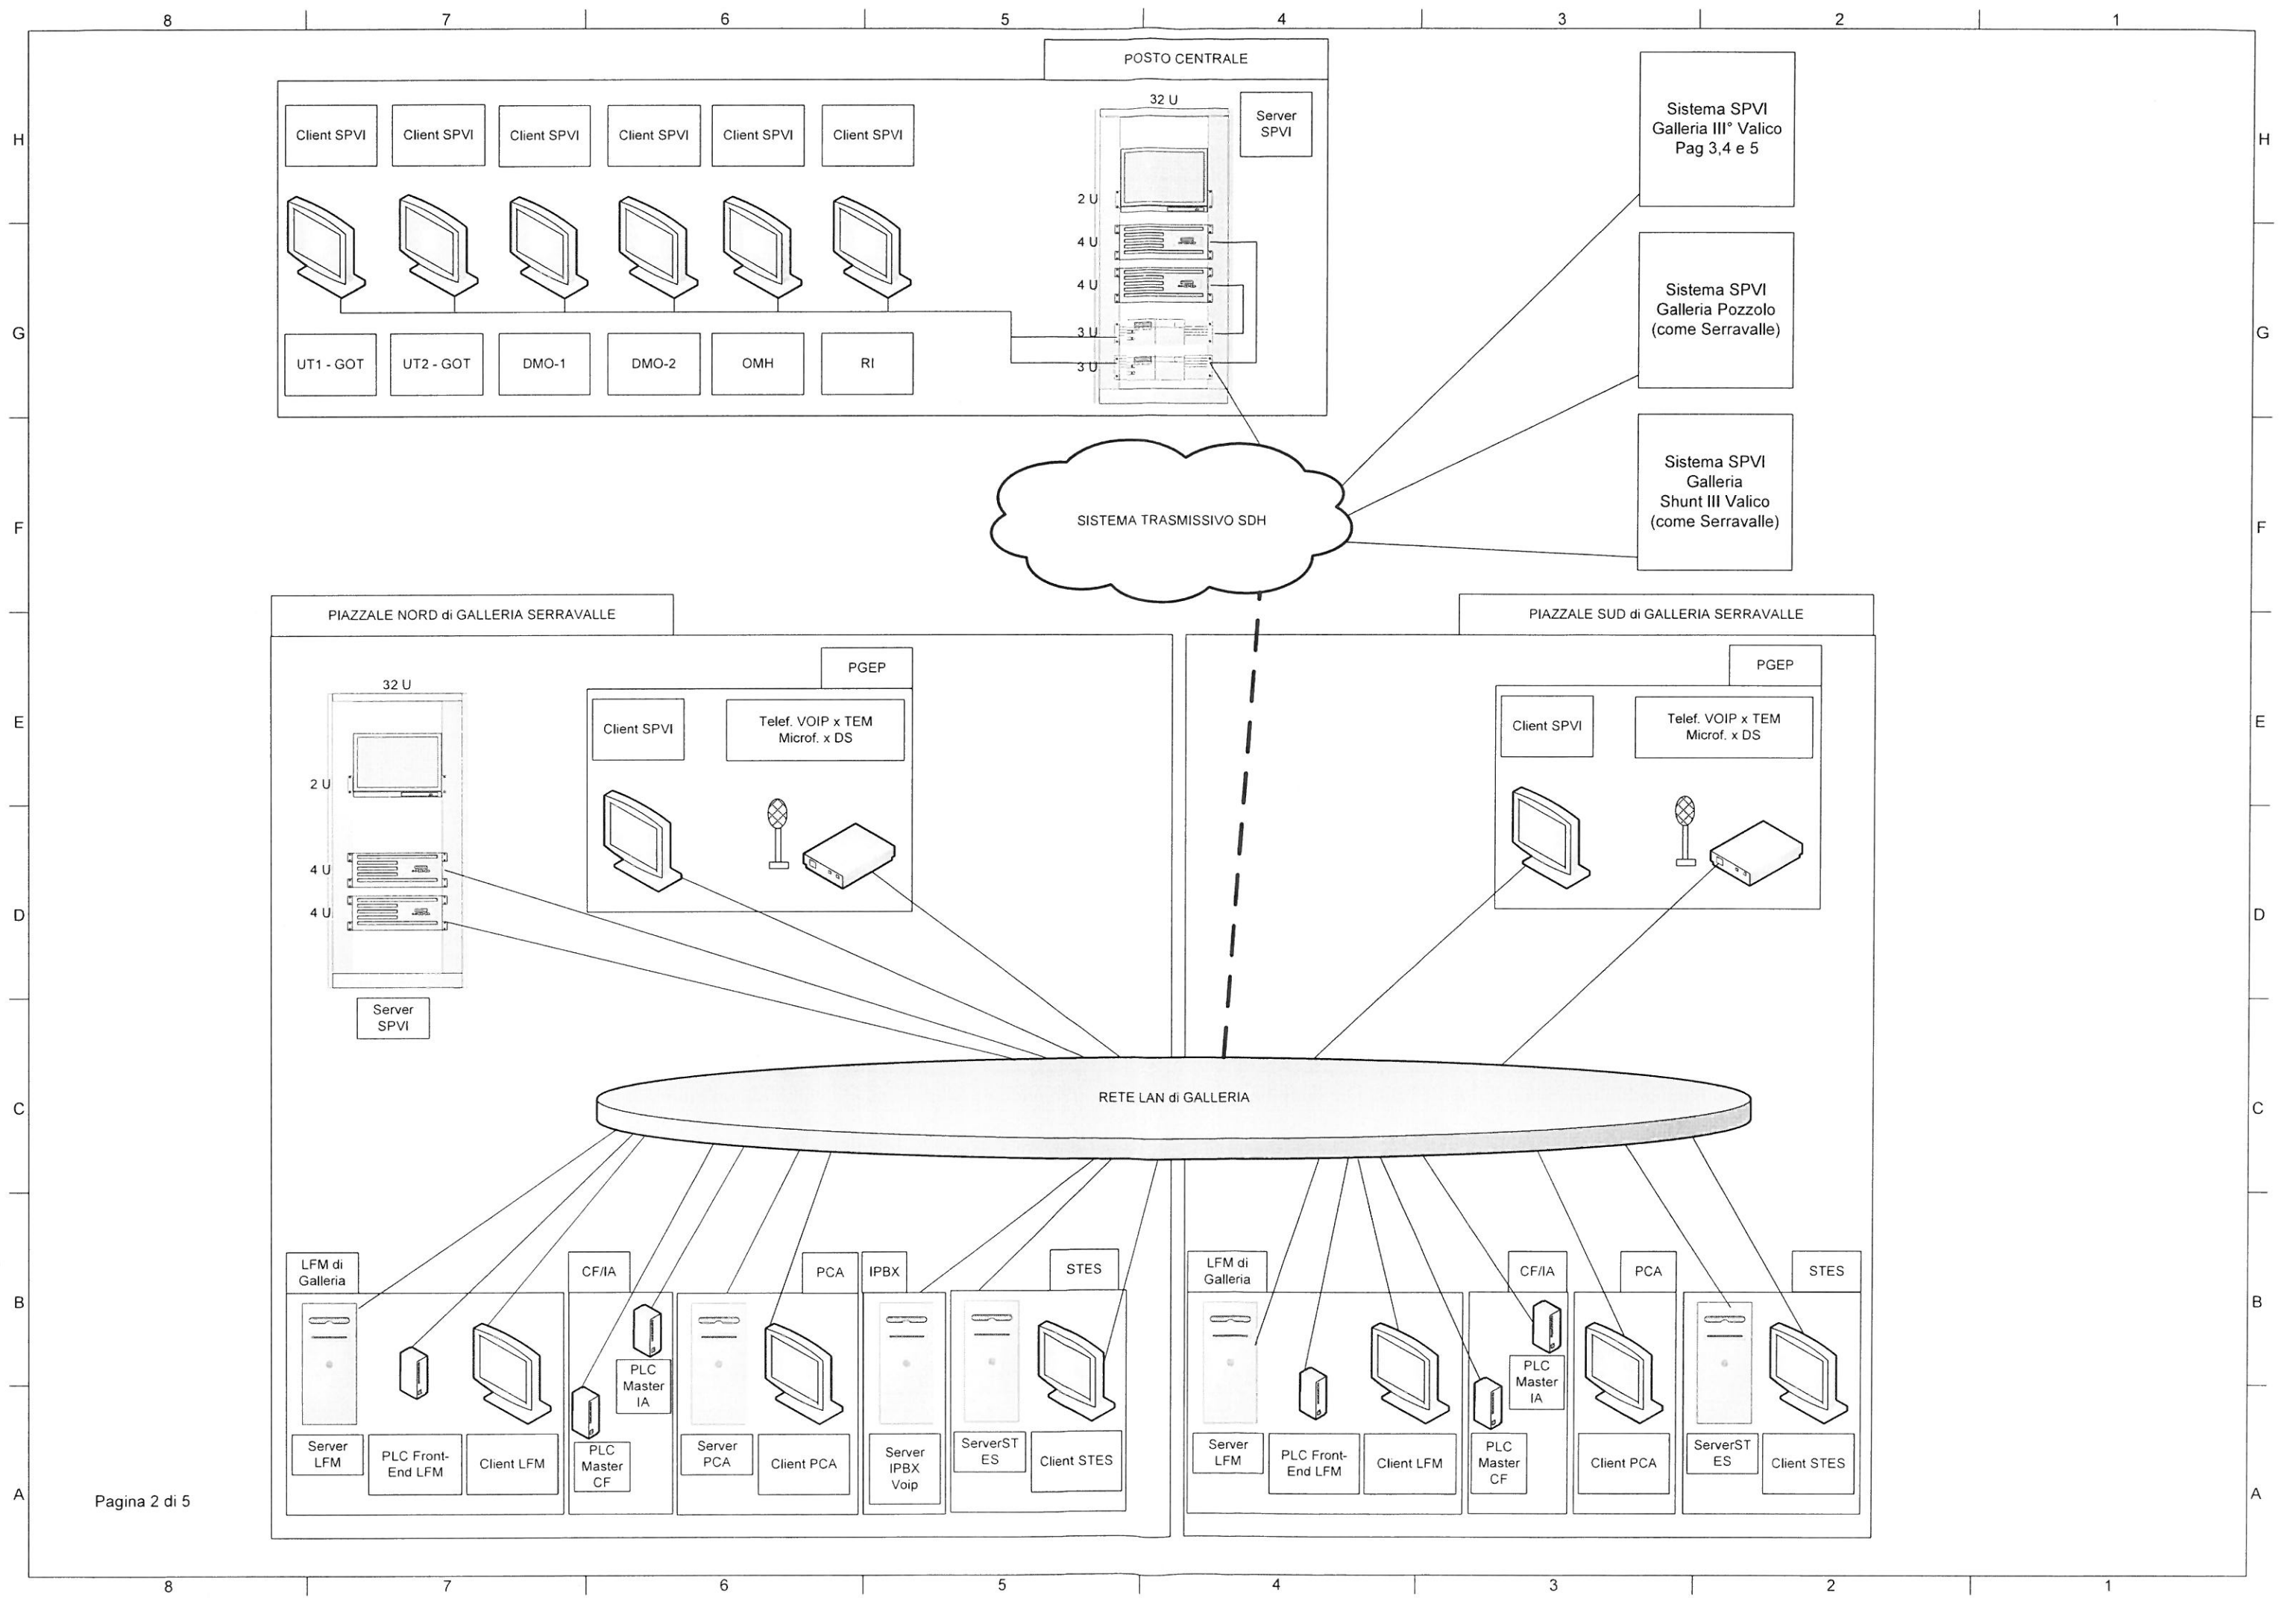 8 7 6 5 4 3 2 1
POSTO CENTRALE
H
H
Client SPVI
Client SPVI
Client SPVI
Client SPVI
Client SPVI
Client SPVI
32 U
Server
SPVI
2 U
4 U
4 U
3 U
3 U
Sistema SPVI
Galleria III° Valico
Pag 3,4 e 5
G
G
UT1 - GOT
UT2 - GOT
DMO-1
DMO-2
OMH
RI
Sistema SPVI
Galleria Pozzolo
(come Serravalle)
F
F
SISTEMA TRASMISSIVO SDH
Sistema SPVI
Galleria
Shunt III Valico
(come Serravalle)
PIAZZALE NORD di GALLERIA SERRAVALLE
PIAZZALE SUD di GALLERIA SERRAVALLE
E
E
32 U
2 U
4 U
4 U
Server
SPVI
PGEP
Client SPVI
Telef. VOIP x TEM
Microf. x DS
PGEP
Client SPVI
Telef. VOIP x TEM
Microf. x DS
D
D
C
C
RETE LAN di GALLERIA
B
B
LFM di
Galleria
CF/IA
PCA
IPBX
STES
LFM di
Galleria
CF/IA
PCA
STES
Server
LFM
PLC Front-
End LFM
Client LFM
PLC
Master
IA
PLC
Master
CF
Server
PCA
Client PCA
Server
IPBX
Voip
ServerST
ES
Client STES
Server
LFM
PLC Front-
End LFM
Client LFM
PLC
Master
IA
PLC
Master
CF
Client PCA
ServerST
ES
Client STES
A
A
Pagina 2 di 5
8 7 6 5 4 3 2 1